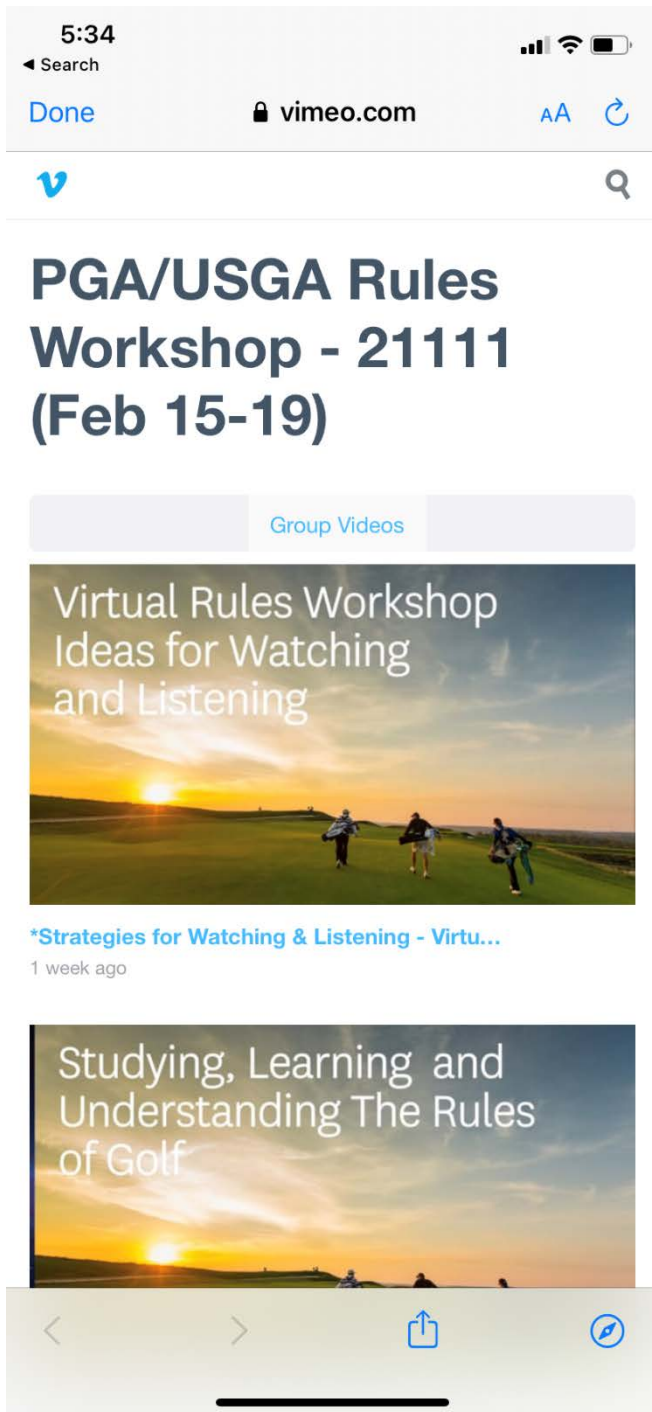 5:34
◀ Search
Done
vimeo.com
AA
PGA/USGA Rules
Workshop - 21111
(Feb 15-19)
Group Videos
Virtual Rules Workshop
Ideas for Watching
and Listening
*Strategies for Watching & Listening - Virtu...
1 week ago
Studying, Learning and
Understanding The Rules
of Golf